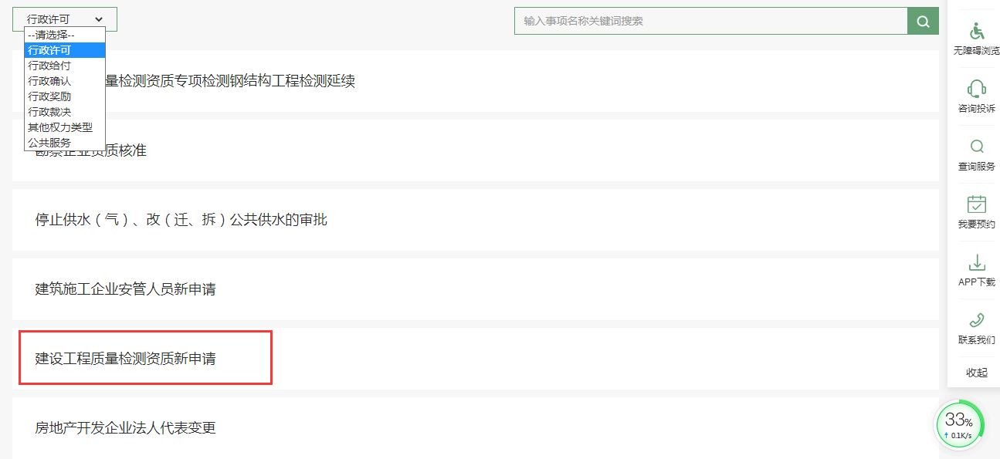 行政许可
输入事项名称关键词搜索
--请选择--
行政许可
行政给付
行政确认
行政奖励
行政裁决
其他权力类型
公共服务
量检测资质专项检测钢结构工程检测延续
勘察企业资质核准
停止供水（气）、改（迁、拆）公共供水的审批
建筑施工企业安管人员新申请
建设工程质量检测资质新申请
房地产开发企业法人代表变更
无障碍浏览
咨询投诉
查询服务
我要预约
APP下载
联系我们
收起
33%
0.1K/s